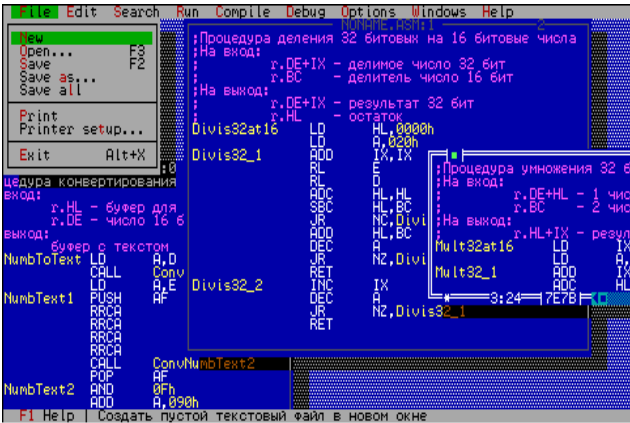 File Edit Search Run Compile Debug Options Windows Help
New
Open... F3
Save F2
Save as...
Save all
Print
Printer setup...
Exit Alt+X
NONAME.ASM:1 2
;Процедура деления 32 битовых на 16 битовые числа
;На вход:
; r.DE+IX - делимое число 32 бит
; r.BC - делитель число 16 бит
;На выход:
; r.DE+IX - результат 32 бит
; r.HL - остаток
Divis32at16 LD HL,0000h
LD A,020h
Divis32_1 ADD IX,IX
RL E
RL D
ADC HL,HL
SBC HL,BC
JR NC,Divi
ADD HL,BC
DEC A
JR NZ,Divi
RET
Divis32_2 INC IX
DEC A
JR NZ,Divis32_1
RET
;Процедура умножения 32 б
;На вход:
; r.DE+HL - 1 чис
; r.BC - 2 чис
;На выход:
; r.HL+IX - резул
Mult32at16 LD IX
LD A
Mult32_1 ADD IX
ADC HL
3:24 7E7B
:0
цедура конвертирования
вход:
r.HL - буфер для
r.DE - число 16 б
выход:
буфер с текстом
NumbToText LD A,D
CALL Conv
LD A,E
NumbText1 PUSH AF
RRCA
RRCA
RRCA
RRCA
CALL ConvNumbText2
POP AF
NumbText2 AND 0Fh
ADD A,090h
F1 Help | Создать пустой текстовый файл в новом окне